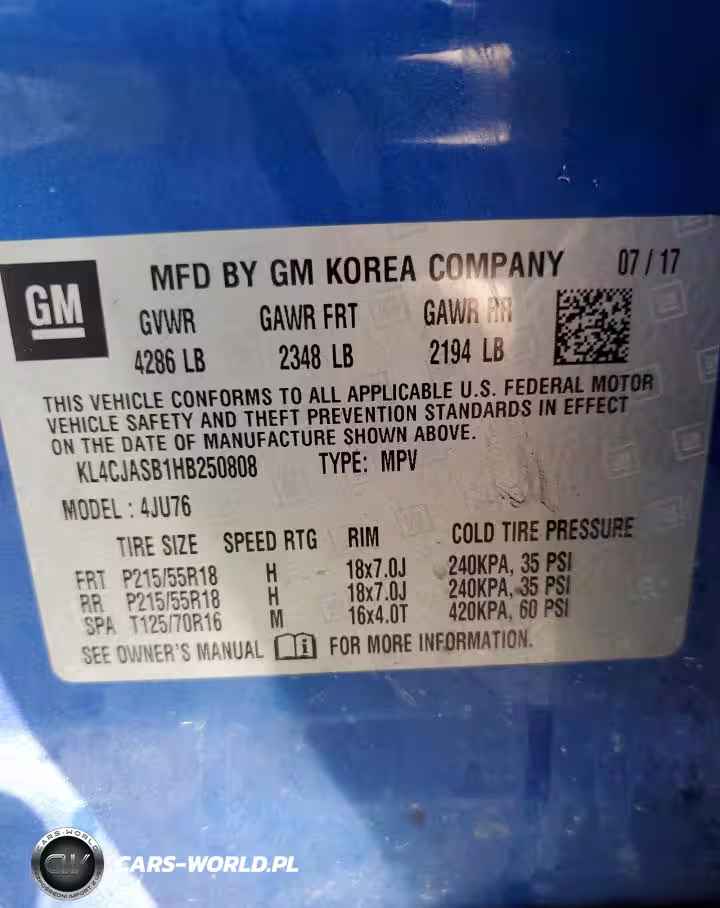 GM
MFD BY GM KOREA COMPANY 07/17
GVWR GAWR FRT GAWR RR
4286 LB 2348 LB 2194 LB
THIS VEHICLE CONFORMS TO ALL APPLICABLE U.S. FEDERAL MOTOR
VEHICLE SAFETY AND THEFT PREVENTION STANDARDS IN EFFECT
ON THE DATE OF MANUFACTURE SHOWN ABOVE.
KL4CJASB1HB250808 TYPE: MPV
MODEL : 4JU76
TIRE SIZE SPEED RTG RIM COLD TIRE PRESSURE
FRT P215/55R18 H 18x7.0J 240KPA, 35 PSI
RR P215/55R18 H 18x7.0J 240KPA, 35 PSI
SPA T125/70R16 M 16x4.0T 420KPA, 60 PSI
SEE OWNER'S MANUAL FOR MORE INFORMATION.
CARS-WORLD
CW
CARS-WORLD.PL